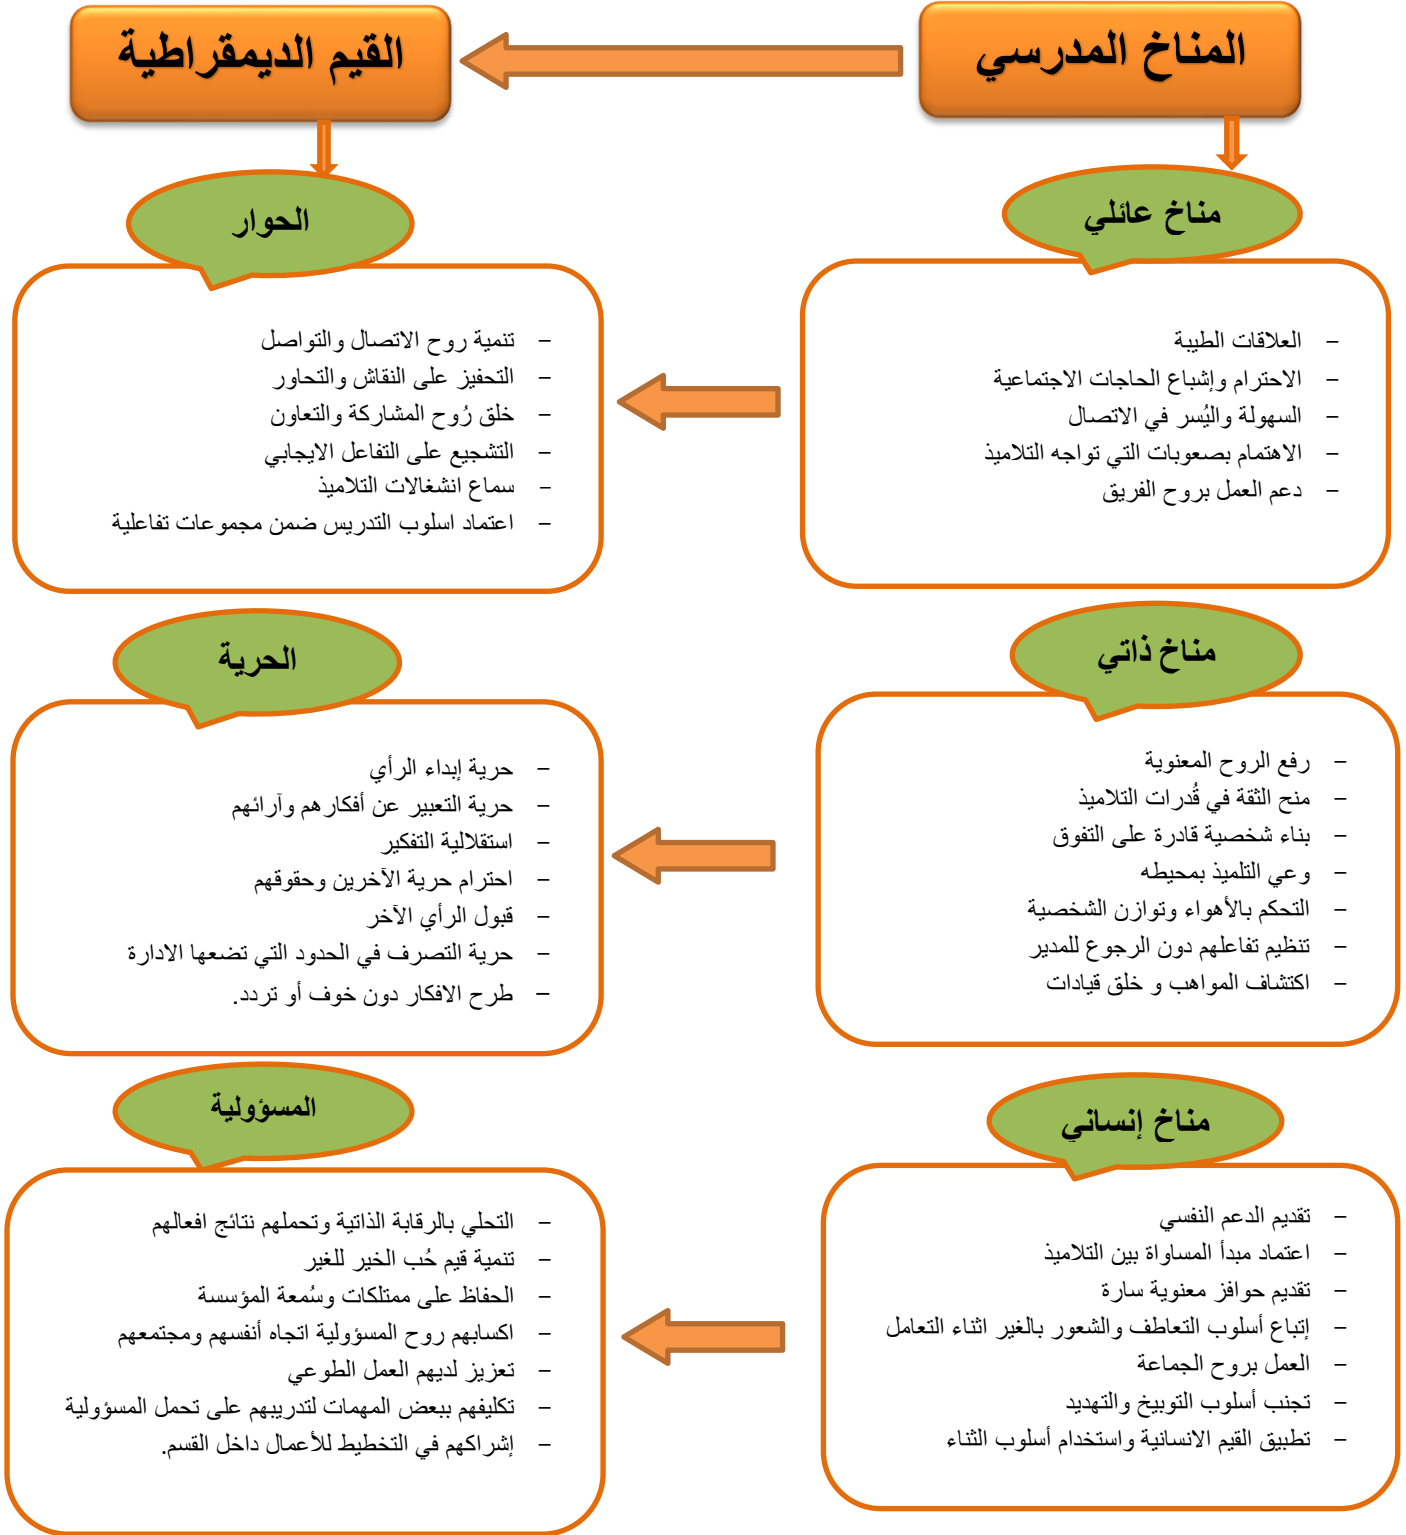 المناخ المدرسي
القيم الديمقراطية
مناخ عائلي
- العلاقات الطيبة
- الاحترام وإشباع الحاجات الاجتماعية
- السهولة واليُسر في الاتصال
- الاهتمام بصعوبات التي تواجه التلاميذ
- دعم العمل بروح الفريق
الحوار
- تنمية روح الاتصال والتواصل
- التحفيز على النقاش والتحاور
- خلق رُوح المشاركة والتعاون
- التشجيع على التفاعل الايجابي
- سماع انشغالات التلاميذ
- اعتماد اسلوب التدريس ضمن مجموعات تفاعلية
مناخ ذاتي
- رفع الروح المعنوية
- منح الثقة في قُدرات التلاميذ
- بناء شخصية قادرة على التفوق
- وعي التلميذ بمحيطه
- التحكم بالأهواء وتوازن الشخصية
- تنظيم تفاعلهم دون الرجوع للمدير
- اكتشاف المواهب و خلق قيادات
الحرية
- حرية إبداء الرأي
- حرية التعبير عن أفكارهم وآرائهم
- استقلالية التفكير
- احترام حرية الآخرين وحقوقهم
- قبول الرأي الآخر
- حرية التصرف في الحدود التي تضعها الادارة
- طرح الافكار دون خوف أو تردد.
مناخ إنساني
- تقديم الدعم النفسي
- اعتماد مبدأ المساواة بين التلاميذ
- تقديم حوافز معنوية سارة
- إتباع أسلوب التعاطف والشعور بالغير اثناء التعامل
- العمل بروح الجماعة
- تجنب أسلوب التوبيخ والتهديد
- تطبيق القيم الانسانية واستخدام أسلوب الثناء
المسؤولية
- التحلي بالرقابة الذاتية وتحملهم نتائج افعالهم
- تنمية قيم حُب الخير للغير
- الحفاظ على ممتلكات وسُمعة المؤسسة
- اكسابهم روح المسؤولية اتجاه أنفسهم ومجتمعهم
- تعزيز لديهم العمل الطوعي
- تكليفهم ببعض المهمات لتدريبهم على تحمل المسؤولية
- إشراكهم في التخطيط للأعمال داخل القسم.